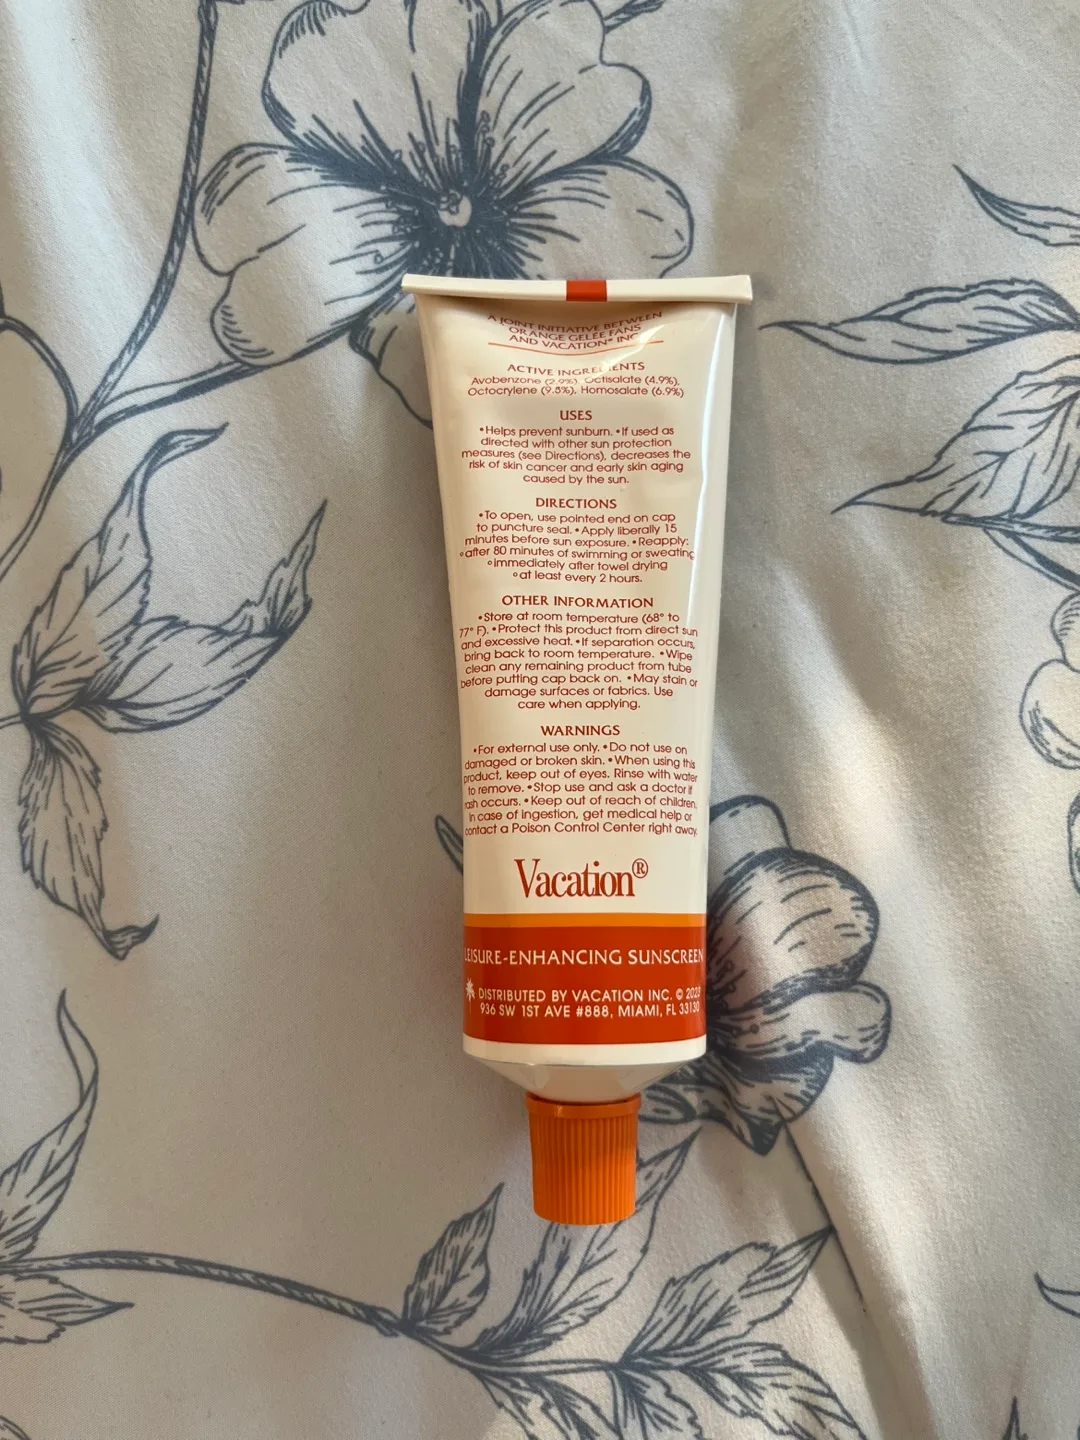 A JOINT INITIATIVE BETWEEN
ORANGE GELÉE FANS
AND VACATION® INC.
ACTIVE INGREDIENTS
Avobenzone (2.9%), Octisalate (4.9%),
Octocrylene (9.5%), Homosalate (6.9%)
USES
•Helps prevent sunburn. •If used as
directed with other sun protection
measures (see Directions), decreases the
risk of skin cancer and early skin aging
caused by the sun.
DIRECTIONS
•To open, use pointed end on cap
to puncture seal. •Apply liberally 15
minutes before sun exposure. •Reapply:
◦after 80 minutes of swimming or sweating
◦immediately after towel drying
◦at least every 2 hours.
OTHER INFORMATION
•Store at room temperature (68° to
77° F). •Protect this product from direct sun
and excessive heat. •If separation occurs,
bring back to room temperature. •Wipe
clean any remaining product from tube
before putting cap back on. •May stain or
damage surfaces or fabrics. Use
care when applying.
WARNINGS
•For external use only. •Do not use on
damaged or broken skin. •When using this
product, keep out of eyes. Rinse with water
to remove. •Stop use and ask a doctor if
rash occurs. •Keep out of reach of children.
In case of ingestion, get medical help or
contact a Poison Control Center right away.
Vacation®
LEISURE-ENHANCING SUNSCREEN
DISTRIBUTED BY VACATION INC. © 2023
936 SW 1ST AVE #888, MIAMI, FL 33130